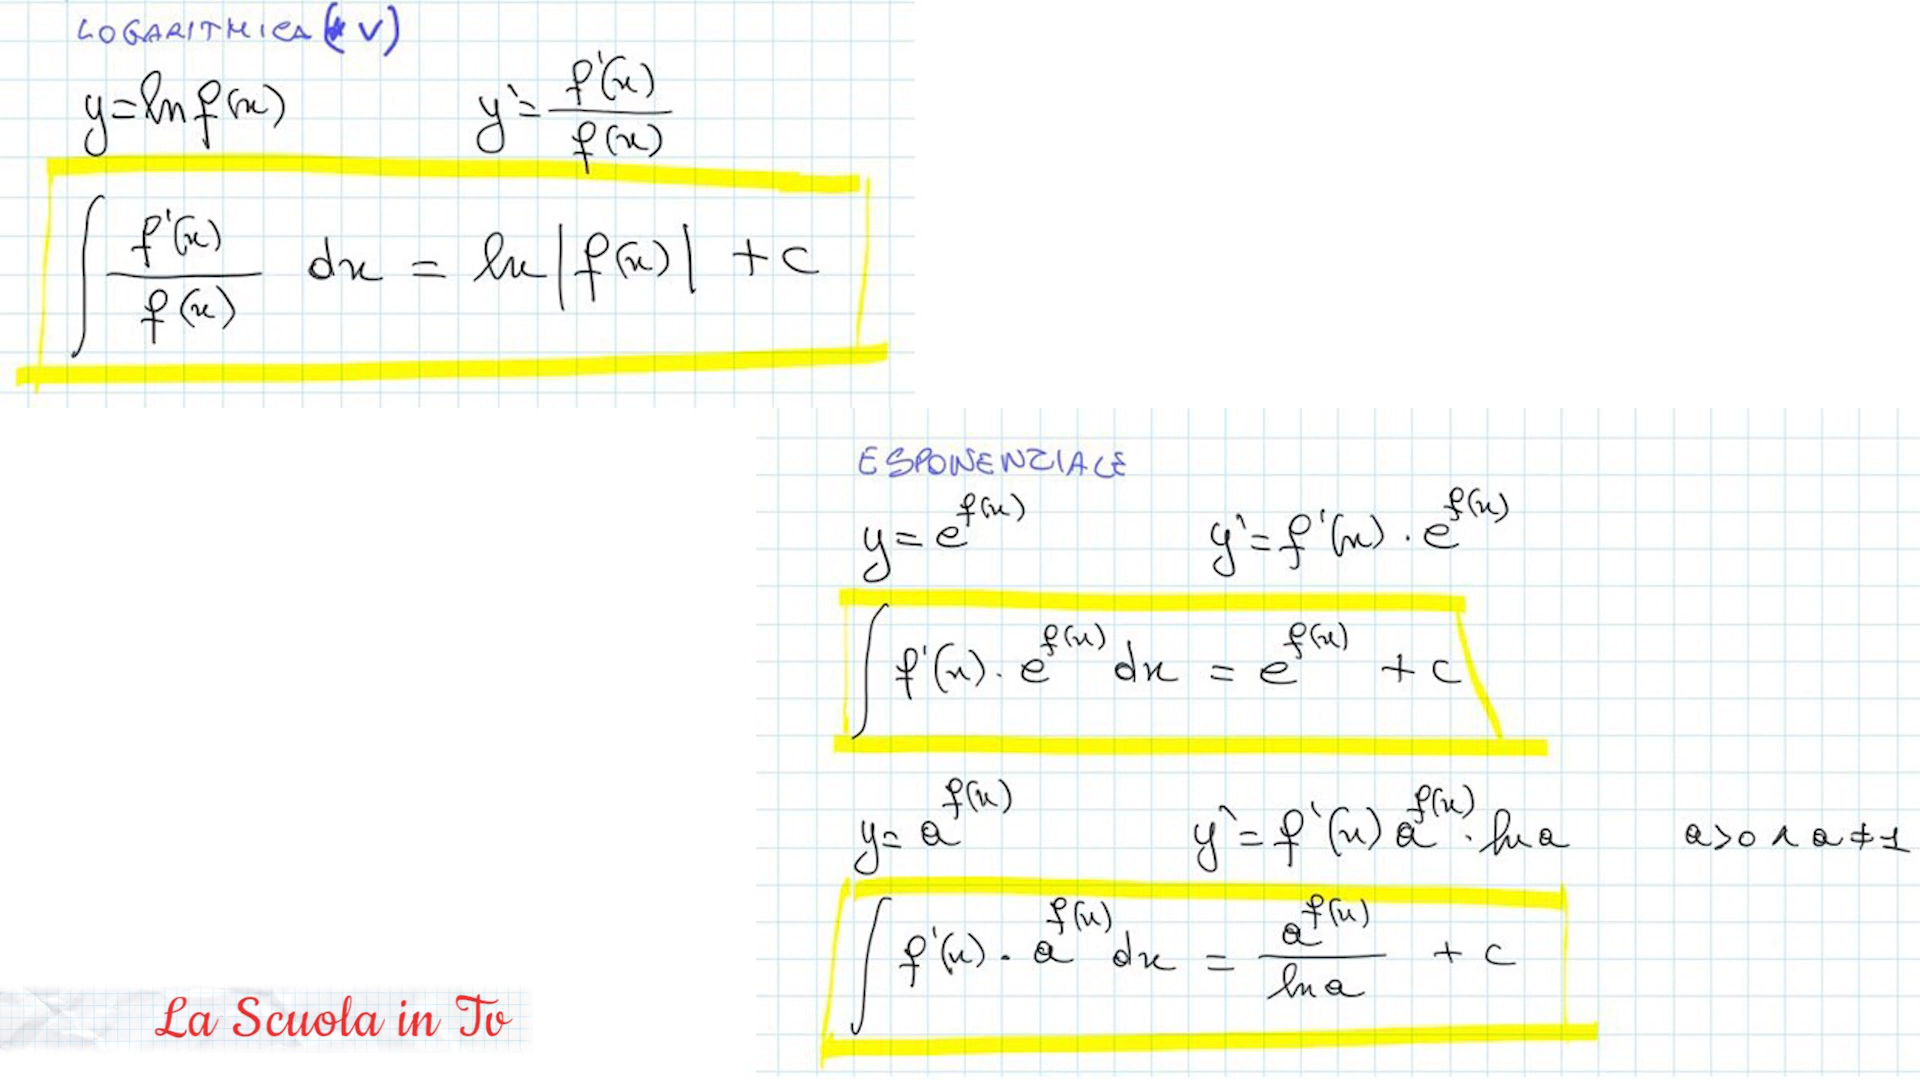 LOGARITMICA (* V)
y = ln f(x) y' = f'(x) / f(x)
∫ f'(x) / f(x) dx = ln |f(x)| + c
ESPONENZIALE
y = e^f(x) y' = f'(x) · e^f(x)
∫ f'(x) · e^f(x) dx = e^f(x) + c
y = a^f(x) y' = f'(x) a^f(x) · ln a a>0 ∧ a≠1
∫ f'(x) · a^f(x) dx = a^f(x) / ln a + c
La Scuola in Tv